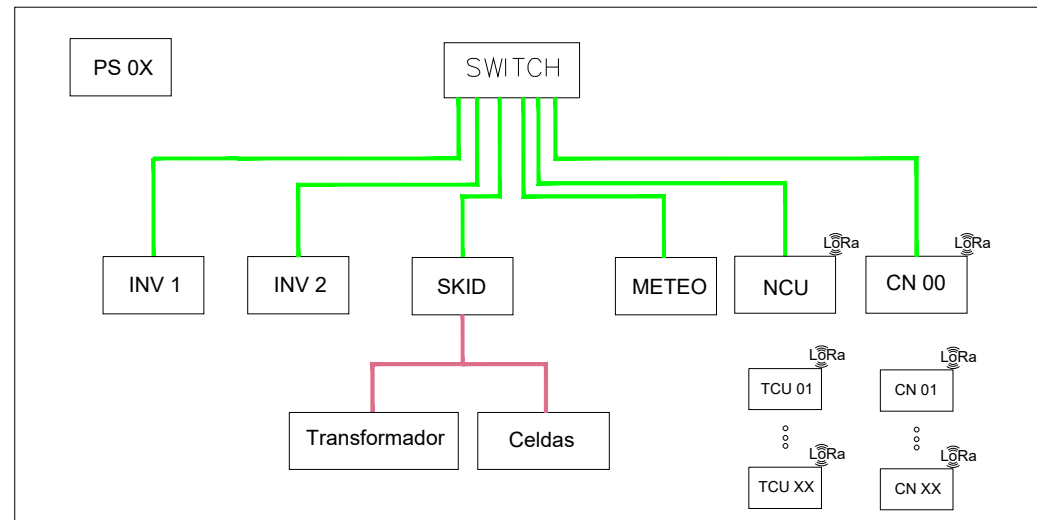 PS 0X
SWITCH
LoRa
LoRa
INV 1
INV 2
SKID
METEO
NCU
CN 00
LoRa
LoRa
TCU 01
CN 01
Transformador
Celdas
LoRa
LoRa
TCU XX
CN XX